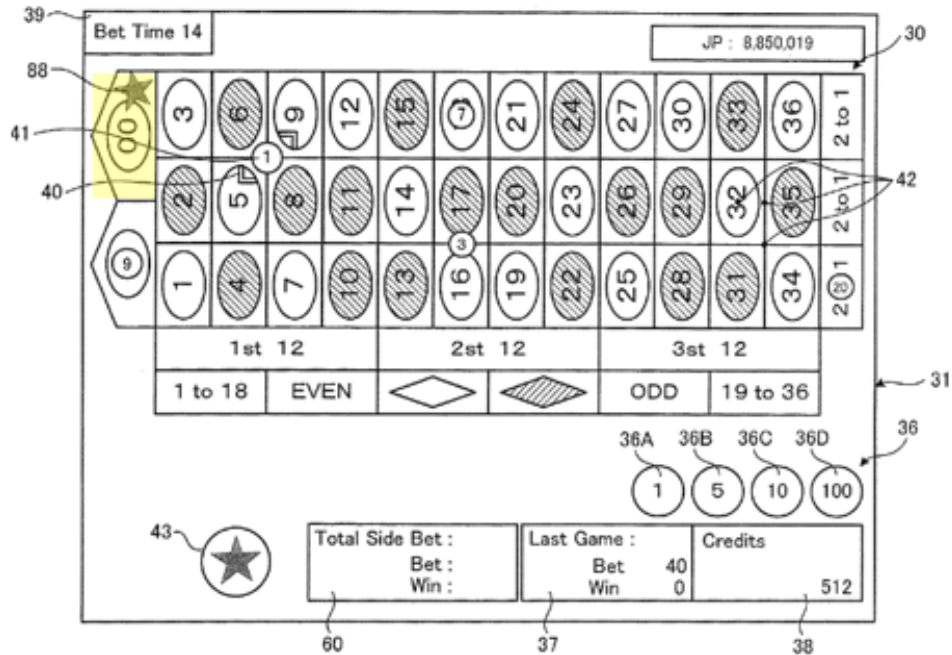 39
Bet Time 14
JP : 8,850,019
30
88
00 3 6 9 12 15 7 21 24 27 30 33 36 2 to 1
41
1
40
2 5 8 11 14 17 20 23 26 29 32 35 2 to 1
42
3
9 1 4 7 10 13 16 19 22 25 28 31 34 2 20 1
1st 12 2st 12 3st 12
1 to 18 EVEN ODD 19 to 36
31
36A 36B 36C 36D 36
1 5 10 100
43
Total Side Bet :
Bet :
Win :
Last Game :
Bet 40
Win 0
Credits
512
60 37 38